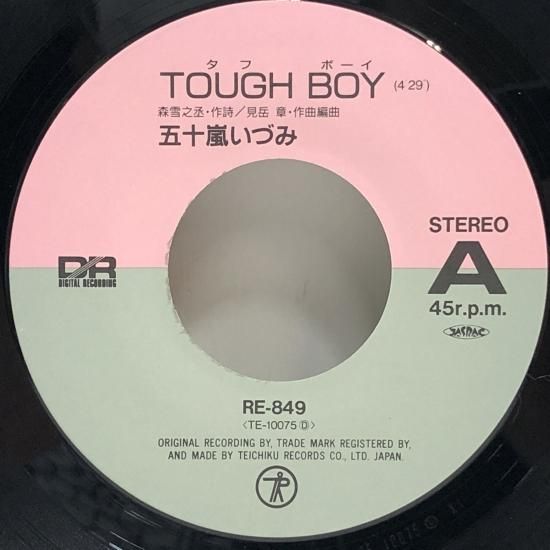 タフ ボーイ
TOUGH BOY (4′29″)
森雪之丞・作詩／見岳 章・作曲編曲
五十嵐いづみ
STEREO
A
45r.p.m.
JASRAC
DR
DIGITAL RECORDING
RE-849
〈TE-10075Ⓓ〉
ORIGINAL RECORDING BY, TRADE MARK REGISTERED BY,
AND MADE BY TEICHIKU RECORDS CO., LTD. JAPAN.